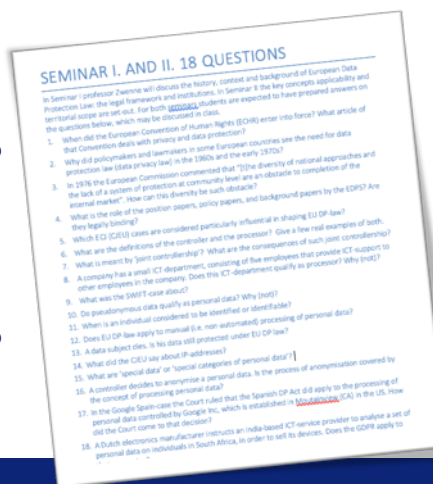 SEMINAR I. AND II. 18 QUESTIONS
In Seminar I professor Zwenne will discuss the history, context and background of European Data
Protection Law: the legal framework and institutions. In Seminar II the key concepts applicability and
territorial scope are set-out. For both seminars students are expected to have prepared answers on
the questions below, which may be discussed in class.
1. When did the European Convention of Human Rights (ECHR) enter into force? What article of
that Convention deals with privacy and data protection?
2. Why did policymakers and lawmakers in some European countries see the need for data
protection law (data privacy law) in the 1960s and the early 1970s?
3. In 1976 the European Commission commented that "[t]he diversity of national approaches and
the lack of a system of protection at community level are an obstacle to completion of the
internal market". How can this diversity be such obstacle?
4. What is the role of the position papers, policy papers, and background papers by the EDPS? Are
they legally binding?
5. Which ECJ (CJEU) cases are considered particularly influential in shaping EU DP-law?
6. What are the definitions of the controller and the processor? Give a few real examples of both.
7. What is meant by 'joint controllership'? What are the consequences of such joint controllership?
8. A company has a small ICT-department, consisting of five employees that provide ICT-support to
other employees in the company. Does this ICT-department qualify as processor? Why (not)?
9. What was the SWIFT-case about?
10. Do pseudonymous data qualify as personal data? Why (not)?
11. When is an individual considered to be identified or identifiable?
12. Does EU DP-law apply to manual (i.e. non-automated) processing of personal data?
13. A data subject dies. Is his data still protected under EU DP law?
14. What did the CJEU say about IP-addresses?
15. What are 'special data' or 'special categories of personal data'?
16. A controller decides to anonymise a personal data. Is the process of anonymisation covered by
the concept of processing personal data?
17. In the Google Spain-case the Court ruled that the Spanish DP Act did apply to the processing of
personal data controlled by Google Inc, which is established in (CA) in the US. How
did the Court come to that decision?
18. A Dutch electronics manufacturer instructs an India-based ICT-service provider to analyse a set of
personal data on individuals in South Africa, in order to sell its devices. Does the GDPR apply to